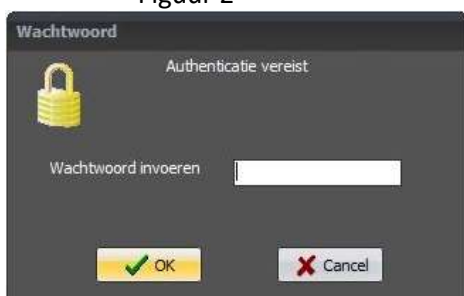 Figuur 2
Wachtwoord
Authenticatie vereist
Wachtwoord invoeren
OK
Cancel